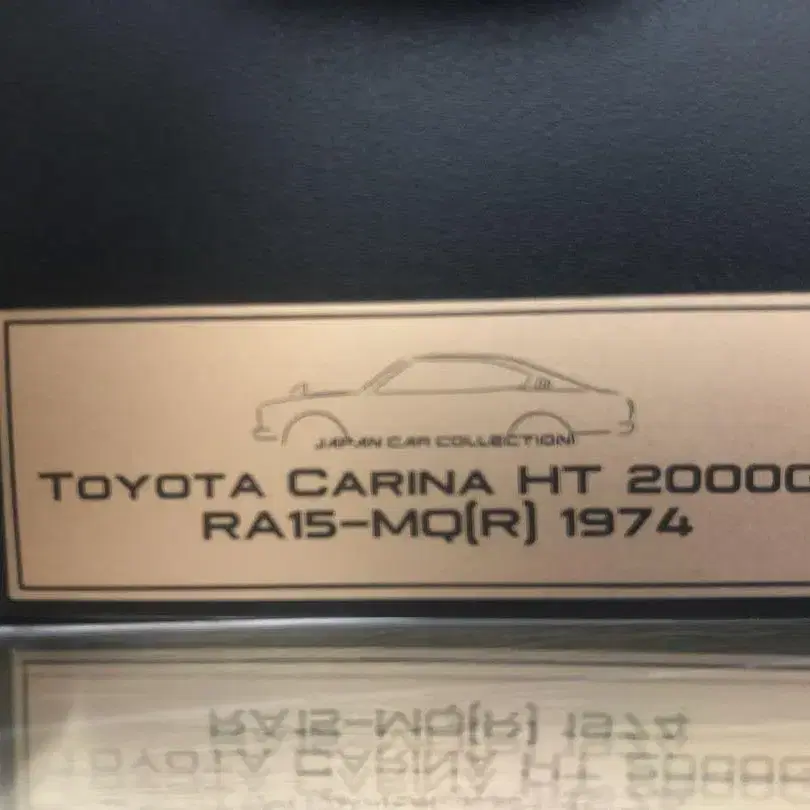 JAPAN CAR COLLECTION
TOYOTA CARINA HT 2000G
RA15-MQ(R) 1974